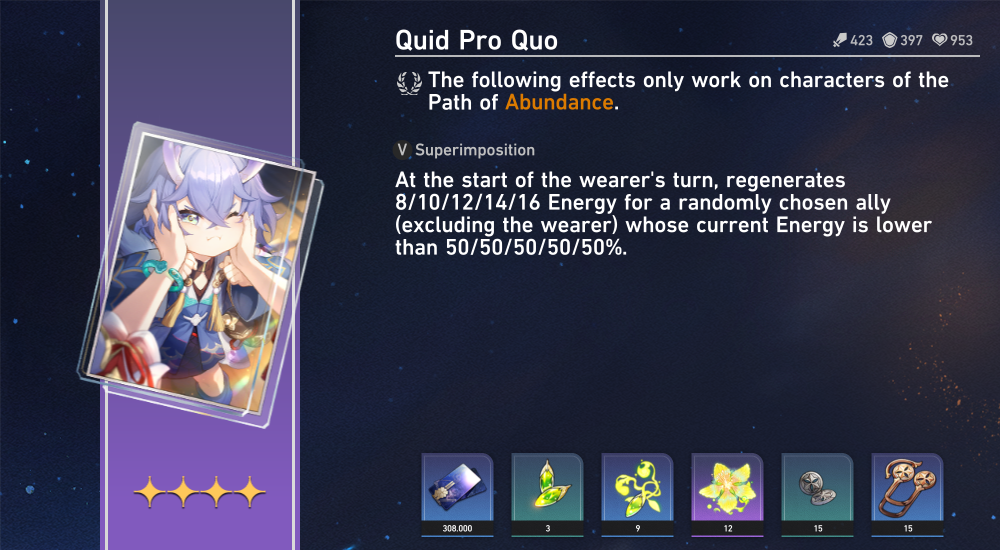 Quid Pro Quo
423 397 953
The following effects only work on characters of the
Path of Abundance.
V Superimposition
At the start of the wearer's turn, regenerates
8/10/12/14/16 Energy for a randomly chosen ally
(excluding the wearer) whose current Energy is lower
than 50/50/50/50/50%.
308.000 3 9 12 15 15